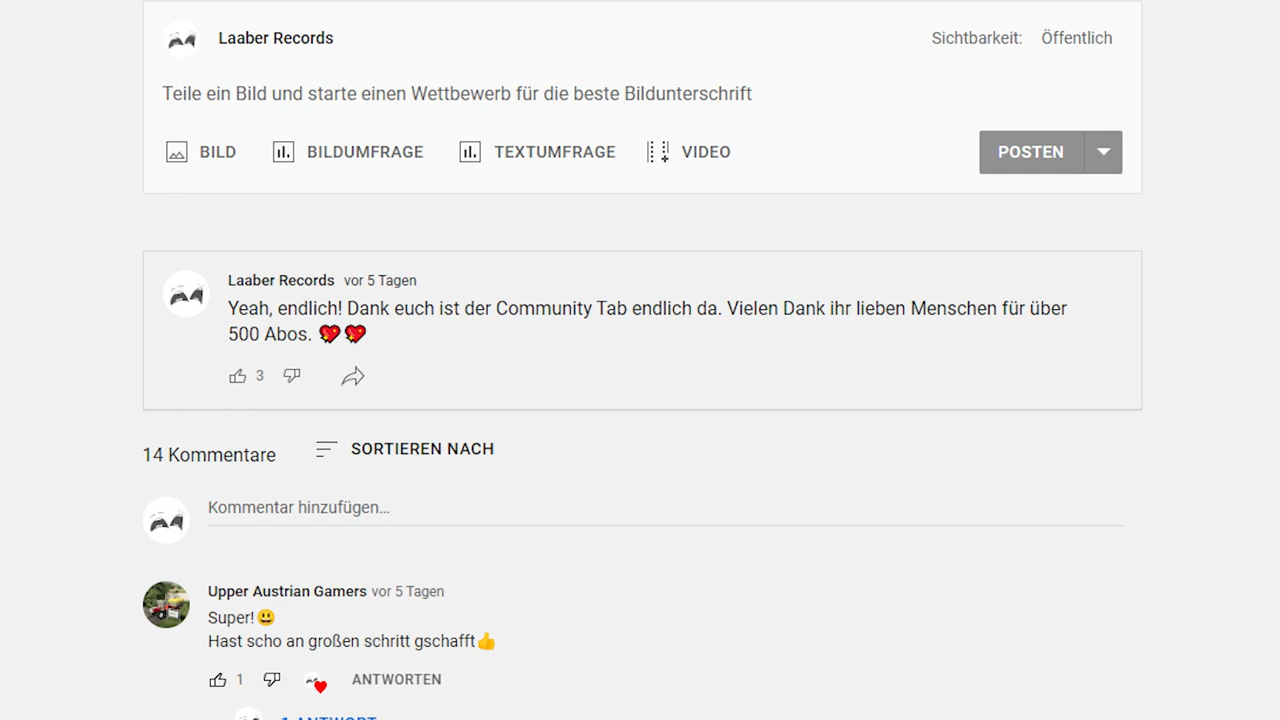 Laaber Records
Sichtbarkeit: Öffentlich
Teile ein Bild und starte einen Wettbewerb für die beste Bildunterschrift
BILD
BILDUMFRAGE
TEXTUMFRAGE
VIDEO
POSTEN
Laaber Records vor 5 Tagen
Yeah, endlich! Dank euch ist der Community Tab endlich da. Vielen Dank ihr lieben Menschen für über
500 Abos. 💖💖
3
14 Kommentare
SORTIEREN NACH
Kommentar hinzufügen...
Upper Austrian Gamers vor 5 Tagen
Super!😃
Hast scho an großen schritt gschafft👍
1
ANTWORTEN
1 ANTWORT